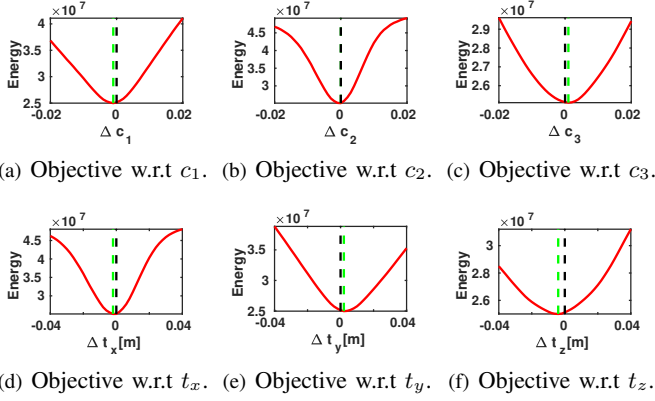 ×10⁷ ×10⁷ ×10⁷
4 3.5 3 2.5
Energy
-0.02 0 0.02
Δ c₁
4.5 4 3.5 3
Energy
-0.02 0 0.02
Δ c₂
2.9 2.8 2.7 2.6
Energy
-0.02 0 0.02
Δ c₃
(a) Objective w.r.t c₁. (b) Objective w.r.t c₂. (c) Objective w.r.t c₃.
×10⁷ ×10⁷ ×10⁷
4.5 4 3.5 3
Energy
-0.04 0 0.04
Δ tₓ[m]
3.5 3 2.5
Energy
-0.04 0 0.04
Δ t_y[m]
3 2.8 2.6 2.5
Energy
-0.04 0 0.04
Δ t_z[m]
(d) Objective w.r.t tₓ. (e) Objective w.r.t t_y. (f) Objective w.r.t t_z.